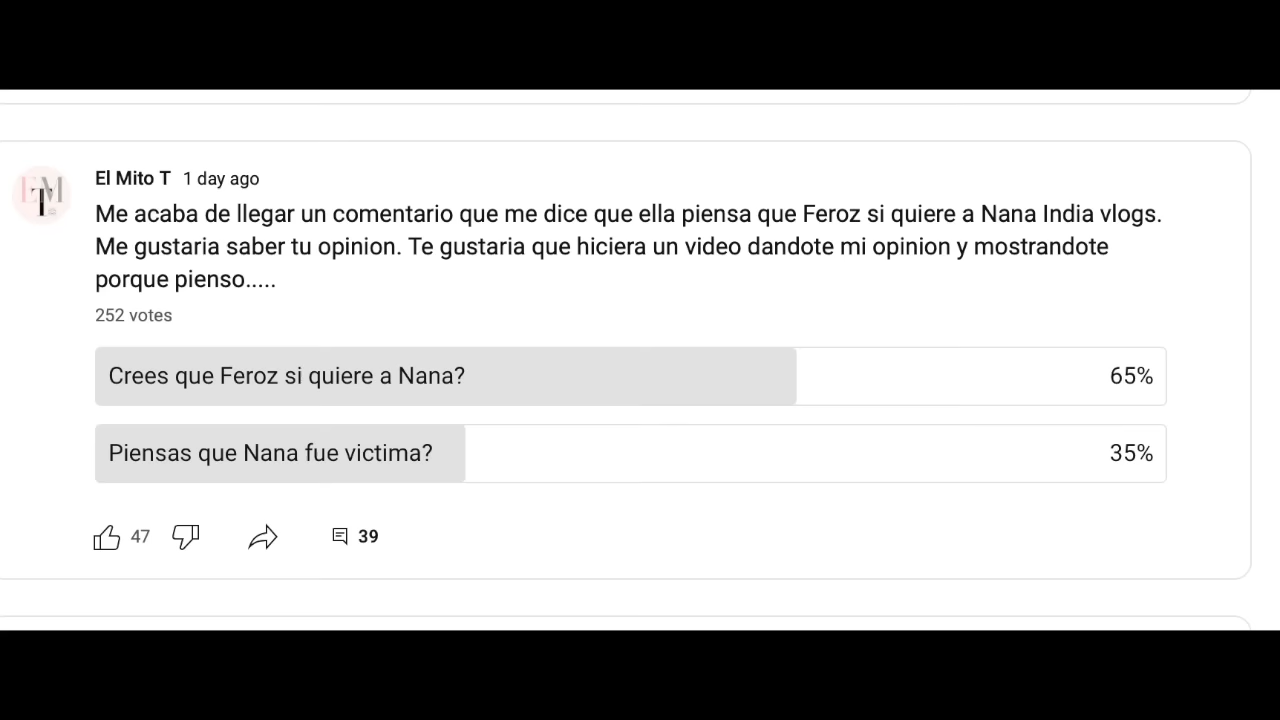 EM
T
El Mito T 1 day ago
Me acaba de llegar un comentario que me dice que ella piensa que Feroz si quiere a Nana India vlogs.
Me gustaria saber tu opinion. Te gustaria que hiciera un video dandote mi opinion y mostrandote
porque pienso.....
252 votes
Crees que Feroz si quiere a Nana? 65%
Piensas que Nana fue victima? 35%
47 39